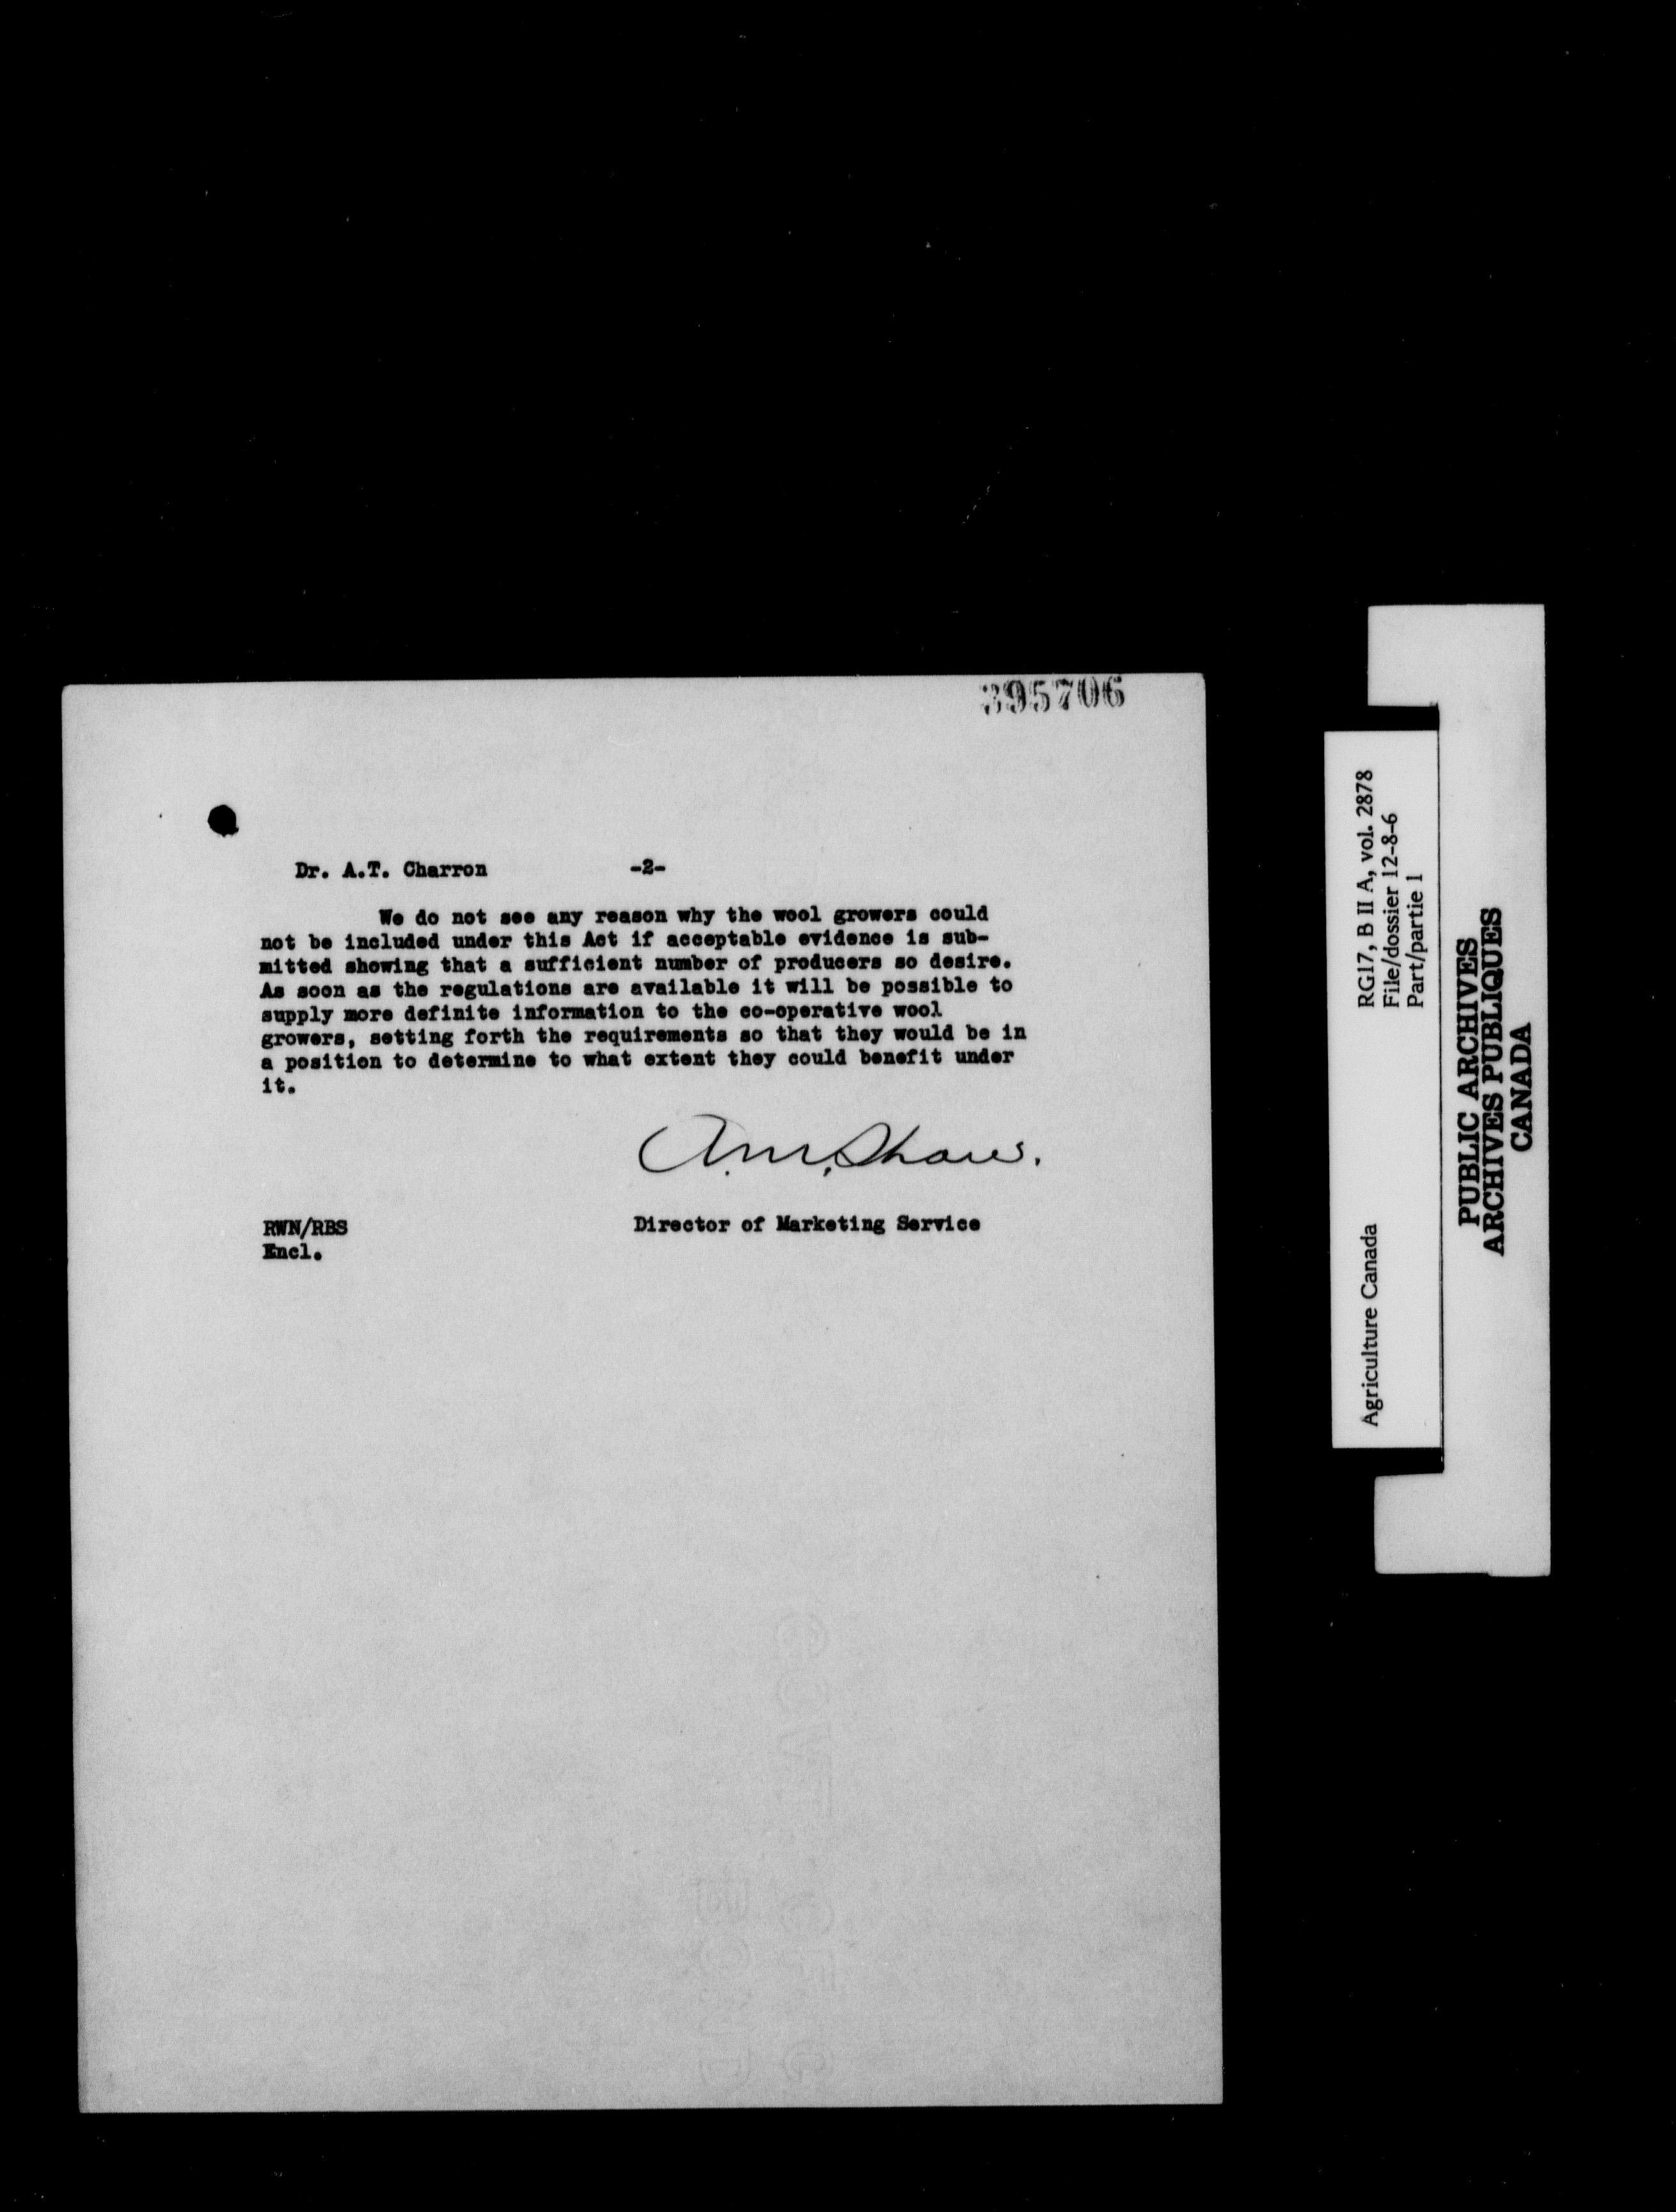 395706
Dr. A.T. Charron -2-
We do not see any reason why the wool growers could
not be included under this Act if acceptable evidence is sub-
mitted showing that a sufficient number of producers so desire.
As soon as the regulations are available it will be possible to
supply more definite information to the co-operative wool
growers, setting forth the requirements so that they would be in
a position to determine to what extent they could benefit under
it.
A.M. Shaw.
RWN/RBS Director of Marketing Service
Encl.
Agriculture Canada RG17, B II A, vol. 2878
File/dossier 12-8-6
Part/partie 1
PUBLIC ARCHIVES
ARCHIVES PUBLIQUES
CANADA